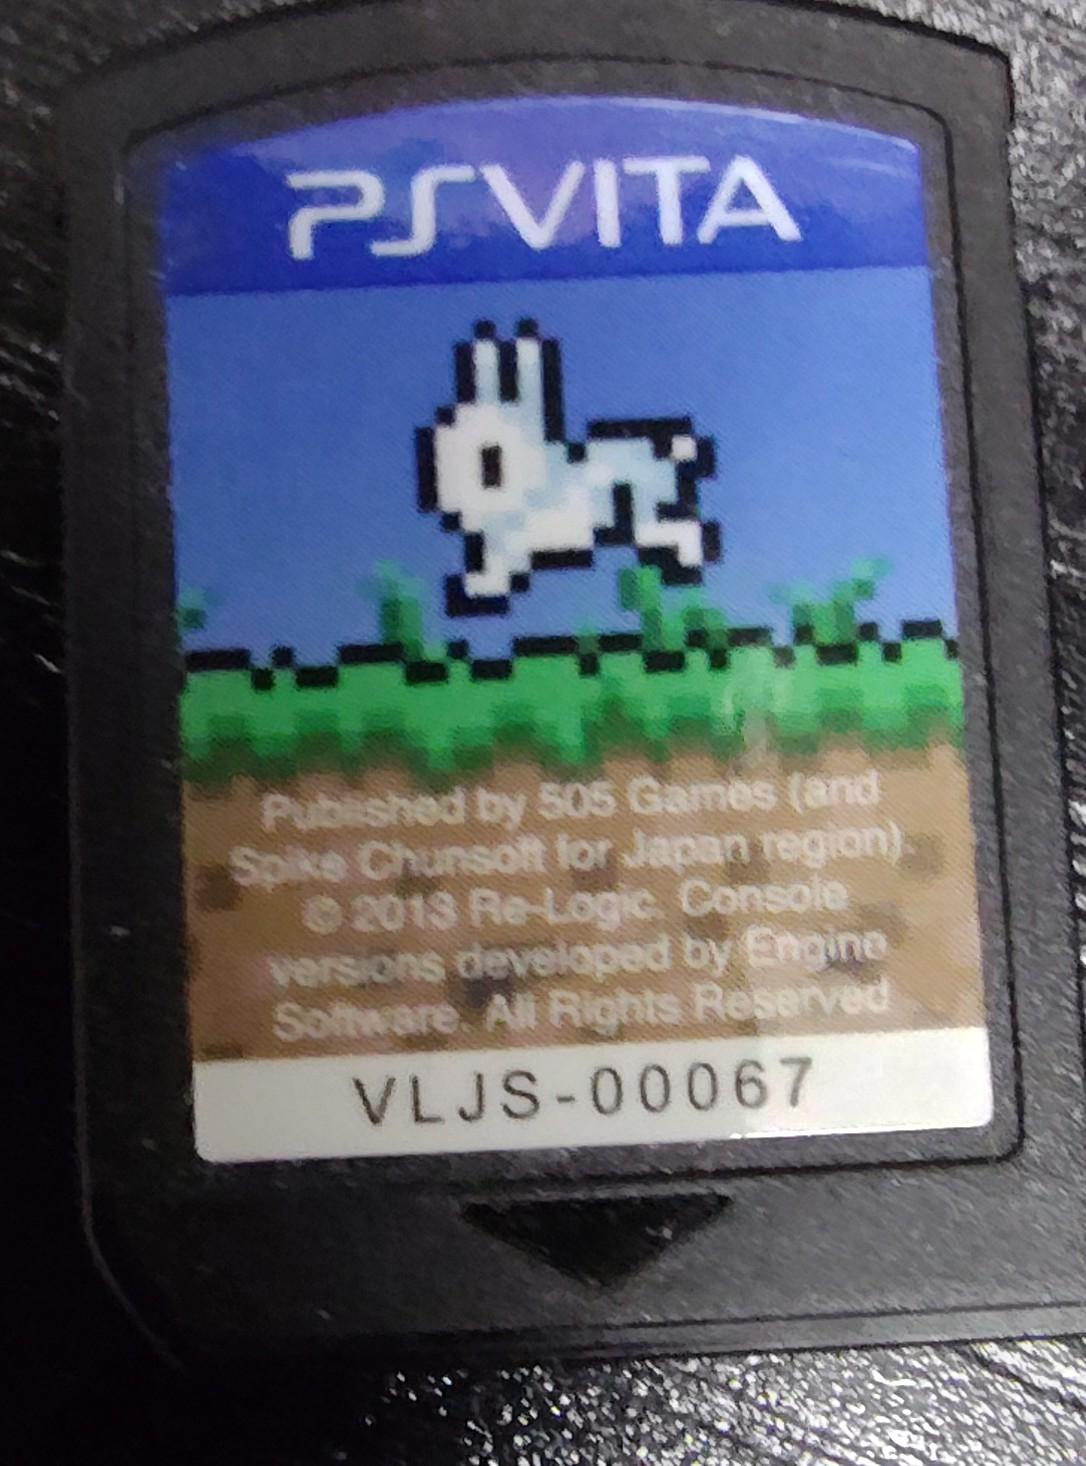 PSVITA
Published by 505 Games (and
Spike Chunsoft for Japan region).
© 2013 Re-Logic. Console
versions developed by Engine
Software. All Rights Reserved
VLJS-00067